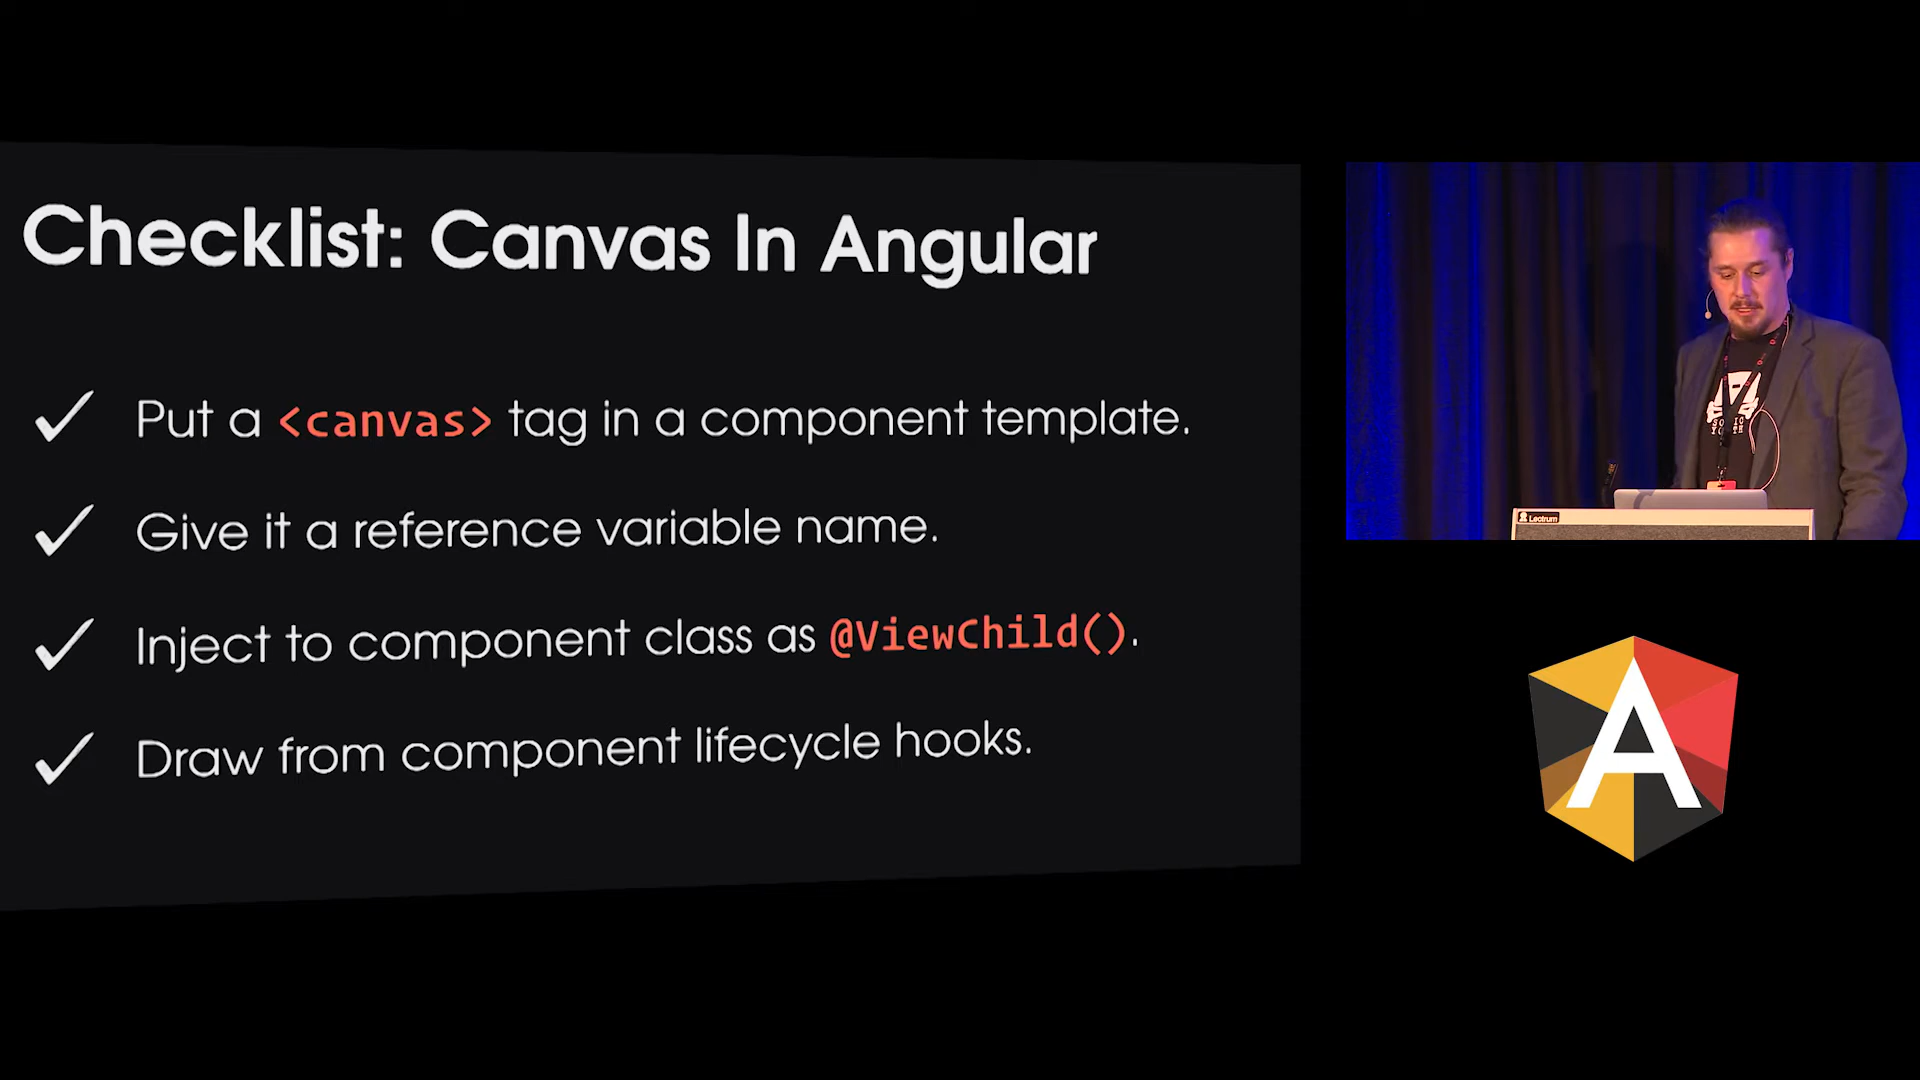 Checklist: Canvas In Angular
Put a <canvas> tag in a component template.
Give it a reference variable name.
Inject to component class as @ViewChild().
Draw from component lifecycle hooks.
Lectrum
A